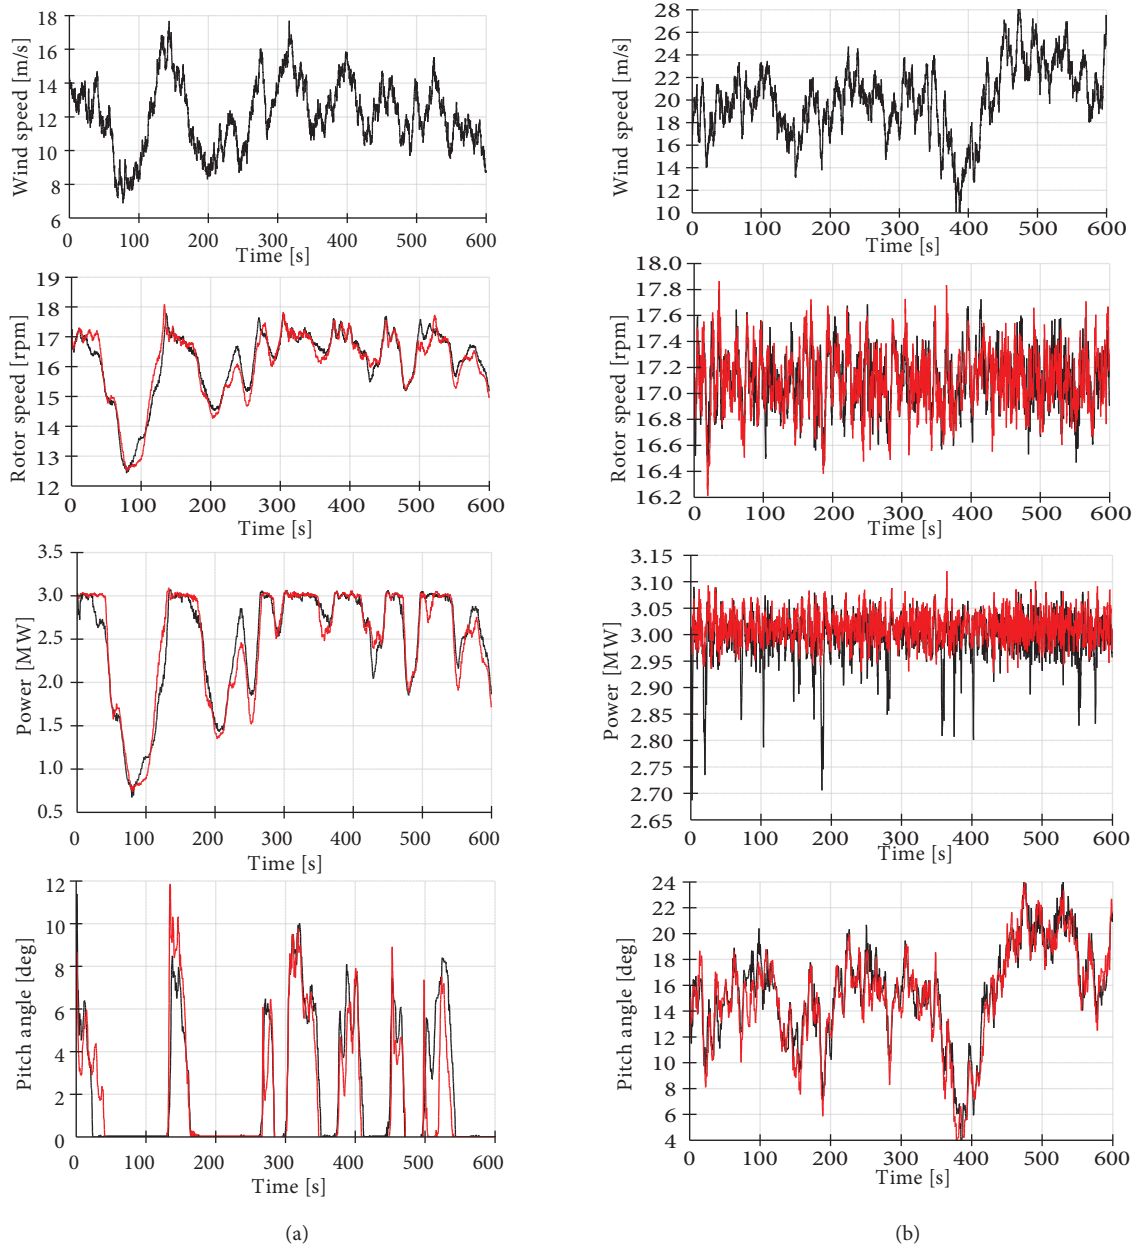 Wind speed [m/s]
18
16
14
12
10
8
6
0 100 200 300 400 500 600
Time [s]
Rotor speed [rpm]
19
18
17
16
15
14
13
12
0 100 200 300 400 500 600
Time [s]
Power [MW]
3.5
3.0
2.5
2.0
1.5
1.0
0.5
0 100 200 300 400 500 600
Time [s]
Pitch angle [deg]
12
10
8
6
4
2
0
0 100 200 300 400 500 600
Time [s]
(a)
Wind speed [m/s]
28
26
24
22
20
18
16
14
12
10
0 100 200 300 400 500 600
Time [s]
Rotor speed [rpm]
18.0
17.8
17.6
17.4
17.2
17.0
16.8
16.6
16.4
16.2
0 100 200 300 400 500 600
Time [s]
Power [MW]
3.15
3.10
3.05
3.00
2.95
2.90
2.85
2.80
2.75
2.70
2.65
0 100 200 300 400 500 600
Time [s]
Pitch angle [deg]
24
22
20
18
16
14
12
10
8
6
4
0 100 200 300 400 500 600
Time [s]
(b)